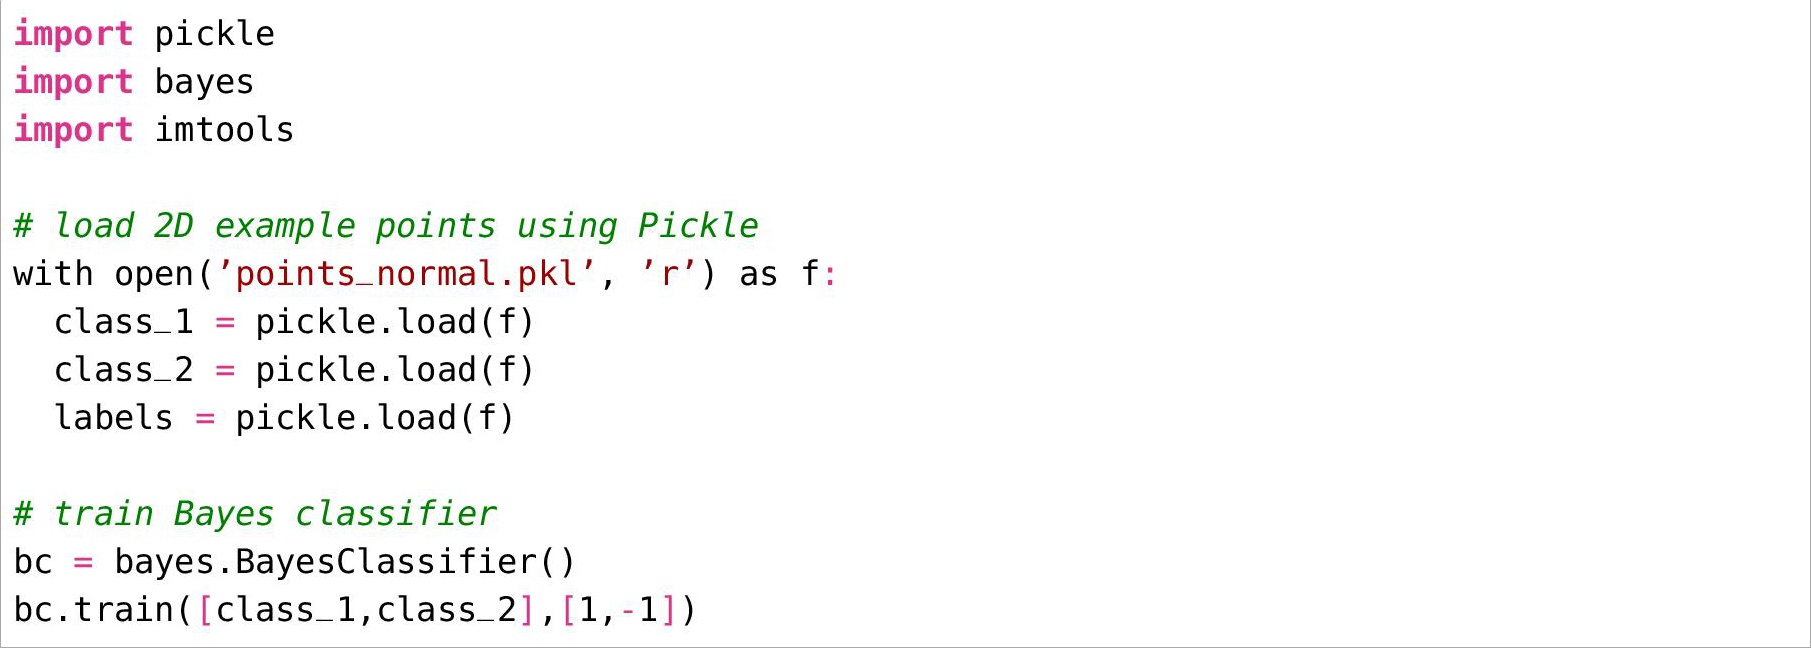 import pickle
import bayes
import imtools

# load 2D example points using Pickle
with open(’points_normal.pkl’, ’r’) as f:
  class_1 = pickle.load(f)
  class_2 = pickle.load(f)
  labels = pickle.load(f)

# train Bayes classifier
bc = bayes.BayesClassifier()
bc.train([class_1,class_2],[1,-1])